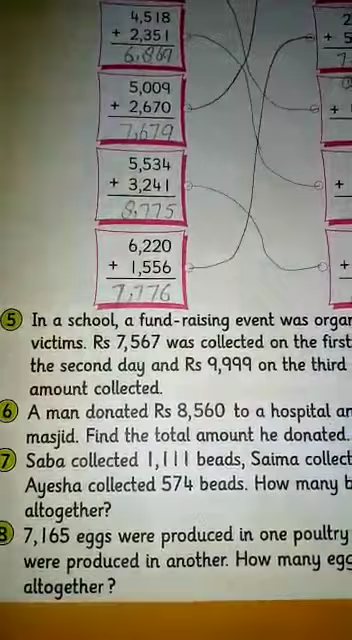 4,518
+ 2,351
6,869
5,009
+ 2,670
7,679
5,534
+ 3,241
8,775
6,220
+ 1,556
7,776
2
+ 5
7
+
+
+
5 In a school, a fund-raising event was organ
victims. Rs 7,567 was collected on the first
the second day and Rs 9,999 on the third
amount collected.
6 A man donated Rs 8,560 to a hospital an
masjid. Find the total amount he donated.
7 Saba collected 1,111 beads, Saima collect
Ayesha collected 574 beads. How many b
altogether?
8 7,165 eggs were produced in one poultry
were produced in another. How many egg
altogether?